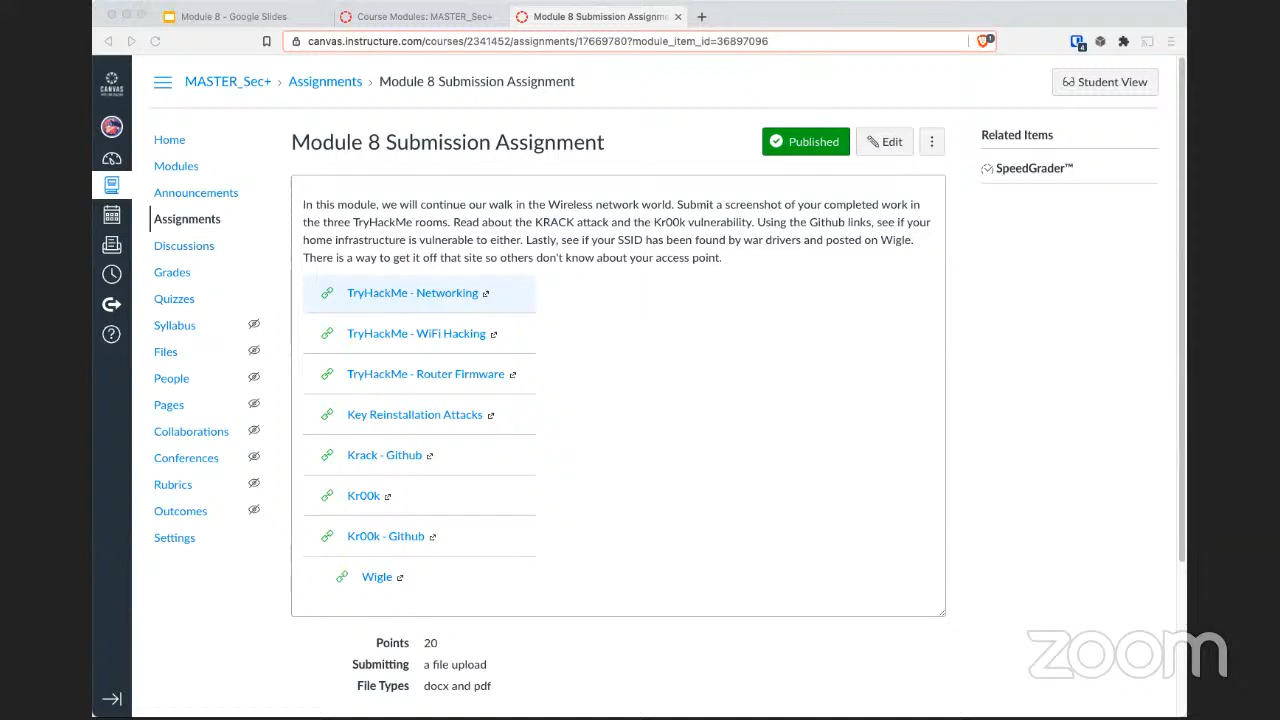 Module 8 - Google Slides
Course Modules: MASTER_Sec+
Module 8 Submission Assignme
canvas.instructure.com/courses/2341452/assignments/17669780?module_item_id=36897096
1
4
CANVAS
MASTER_Sec+ › Assignments › Module 8 Submission Assignment
Student View
Home
Modules
Announcements
Assignments
Discussions
Grades
Quizzes
Syllabus
Files
People
Pages
Collaborations
Conferences
Rubrics
Outcomes
Settings
Module 8 Submission Assignment
Published
Edit
In this module, we will continue our walk in the Wireless network world. Submit a screenshot of your completed work in
the three TryHackMe rooms. Read about the KRACK attack and the Kr00k vulnerability. Using the Github links, see if your
home infrastructure is vulnerable to either. Lastly, see if your SSID has been found by war drivers and posted on Wigle.
There is a way to get it off that site so others don't know about your access point.
TryHackMe - Networking
TryHackMe - WiFi Hacking
TryHackMe - Router Firmware
Key Reinstallation Attacks
Krack - Github
Kr00k
Kr00k - Github
Wigle
Points 20
Submitting a file upload
File Types docx and pdf
Related Items
SpeedGrader™
zoom